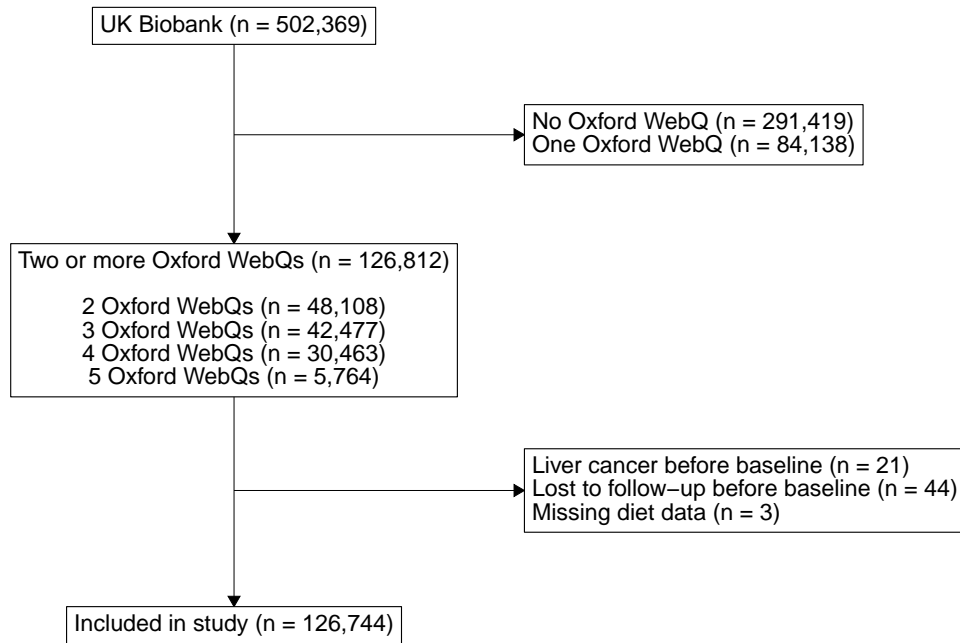 UK Biobank (n = 502,369)
No Oxford WebQ (n = 291,419)
One Oxford WebQ (n = 84,138)
Two or more Oxford WebQs (n = 126,812)
2 Oxford WebQs (n = 48,108)
3 Oxford WebQs (n = 42,477)
4 Oxford WebQs (n = 30,463)
5 Oxford WebQs (n = 5,764)
Liver cancer before baseline (n = 21)
Lost to follow−up before baseline (n = 44)
Missing diet data (n = 3)
Included in study (n = 126,744)